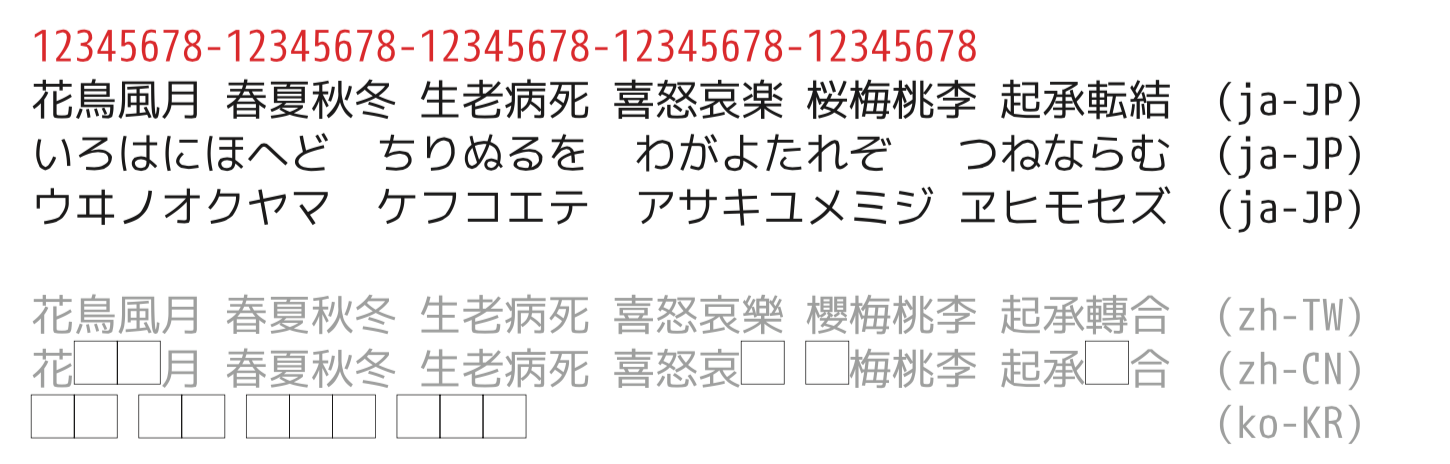 12345678-12345678-12345678-12345678-12345678
花鳥風月 春夏秋冬 生老病死 喜怒哀楽 桜梅桃李 起承転結 (ja-JP)
いろはにほへど　ちりぬるを　わがよたれぞ　つねならむ (ja-JP)
ウヰノオクヤマ　ケフコエテ　アサキユメミジ ヱヒモセズ (ja-JP)
花鳥風月 春夏秋冬 生老病死 喜怒哀樂 櫻梅桃李 起承轉合 (zh-TW)
花□□月 春夏秋冬 生老病死 喜怒哀□ □梅桃李 起承□合 (zh-CN)
□□ □□ □□□ □□□ (ko-KR)